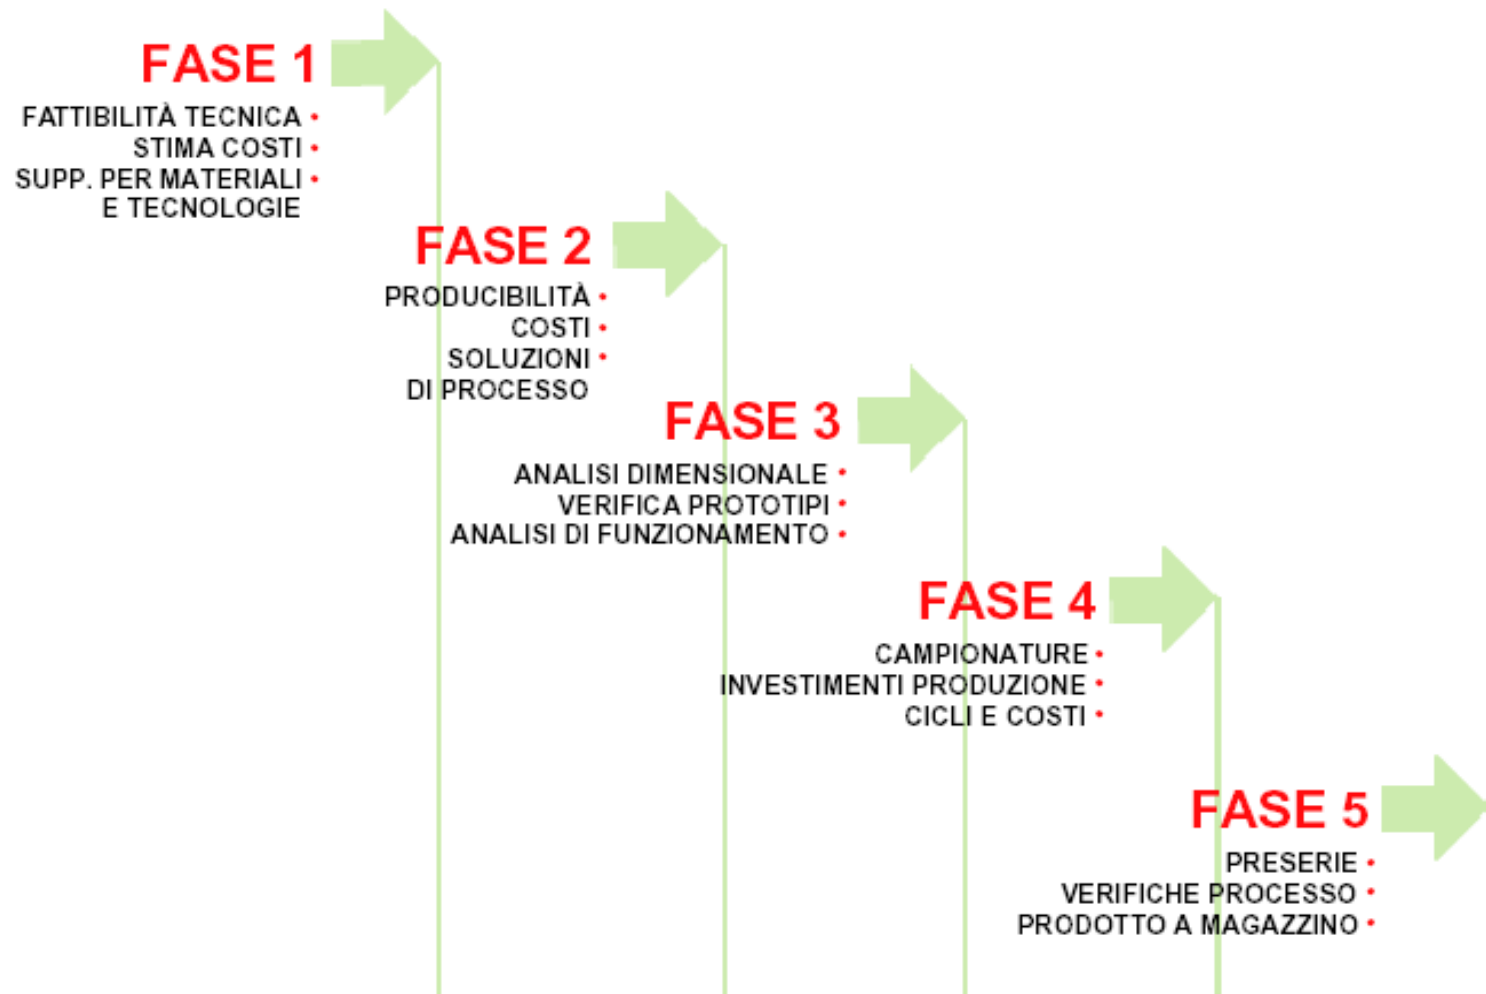 FASE 1
FATTIBILITÀ TECNICA •
STIMA COSTI •
SUPP. PER MATERIALI •
E TECNOLOGIE
FASE 2
PRODUCIBILITÀ •
COSTI •
SOLUZIONI •
DI PROCESSO
FASE 3
ANALISI DIMENSIONALE •
VERIFICA PROTOTIPI •
ANALISI DI FUNZIONAMENTO •
FASE 4
CAMPIONATURE •
INVESTIMENTI PRODUZIONE •
CICLI E COSTI •
FASE 5
PRESERIE •
VERIFICHE PROCESSO •
PRODOTTO A MAGAZZINO •